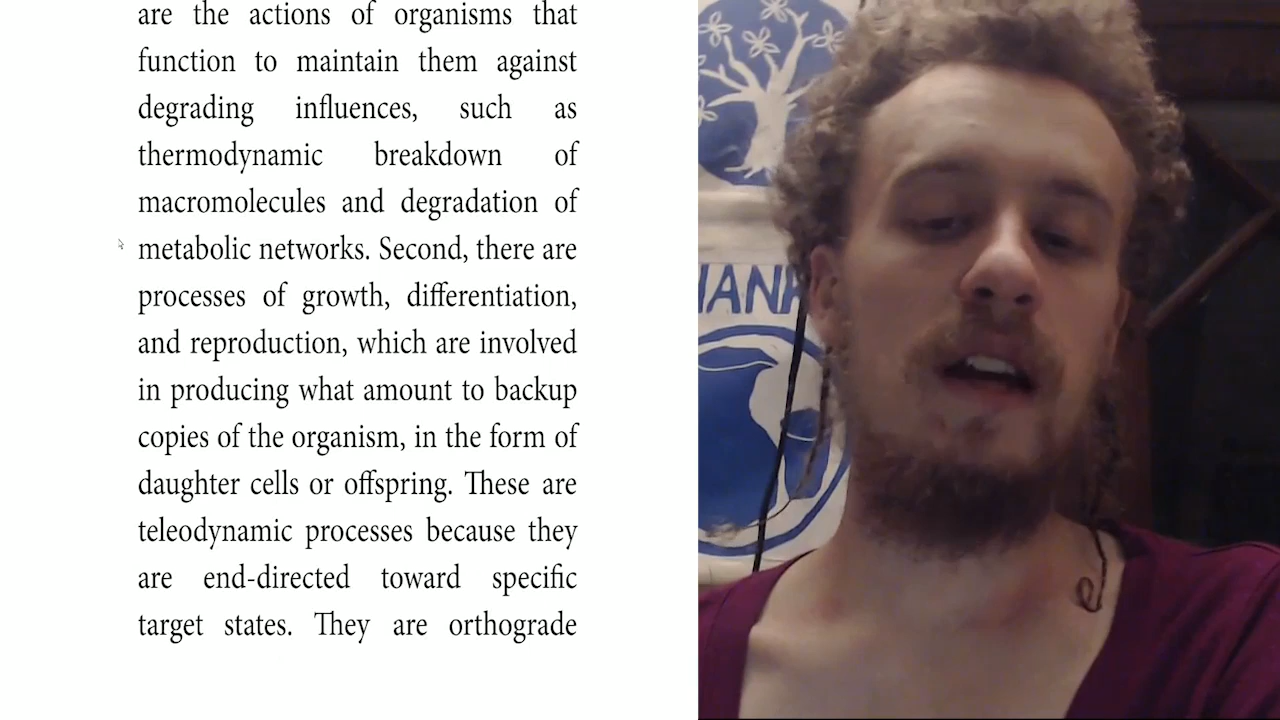 are the actions of organisms that
function to maintain them against
degrading influences, such as
thermodynamic breakdown of
macromolecules and degradation of
metabolic networks. Second, there are
processes of growth, differentiation,
and reproduction, which are involved
in producing what amount to backup
copies of the organism, in the form of
daughter cells or offspring. These are
teleodynamic processes because they
are end-directed toward specific
target states. They are orthograde